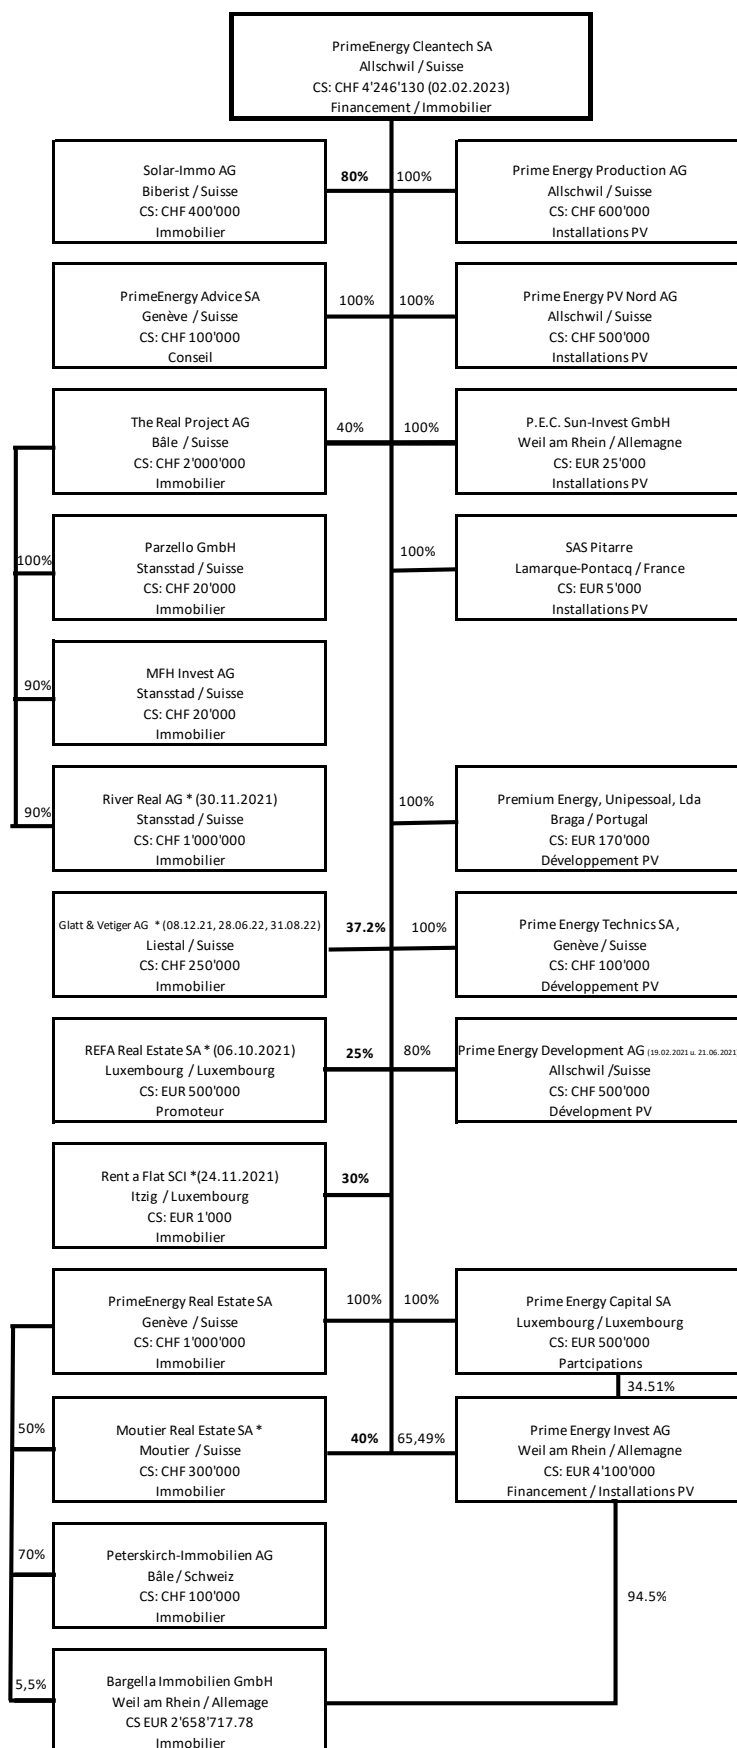 PrimeEnergy Cleantech SA
Allschwil / Suisse
CS: CHF 4'246'130 (02.02.2023)
Financement / Immobilier
Solar-Immo AG
Biberist / Suisse
CS: CHF 400'000
Immobilier
80%
100%
Prime Energy Production AG
Allschwil / Suisse
CS: CHF 600'000
Installations PV
PrimeEnergy Advice SA
Genève / Suisse
CS: CHF 100'000
Conseil
100%
100%
Prime Energy PV Nord AG
Allschwil / Suisse
CS: CHF 500'000
Installations PV
The Real Project AG
Bâle / Suisse
CS: CHF 2'000'000
Immobilier
40%
100%
P.E.C. Sun-Invest GmbH
Weil am Rhein / Allemagne
CS: EUR 25'000
Installations PV
100%
Parzello GmbH
Stansstad / Suisse
CS: CHF 20'000
Immobilier
100%
SAS Pitarre
Lamarque-Pontacq / France
CS: EUR 5'000
Installations PV
90%
MFH Invest AG
Stansstad / Suisse
CS: CHF 20'000
Immobilier
90%
River Real AG * (30.11.2021)
Stansstad / Suisse
CS: CHF 1'000'000
Immobilier
100%
Premium Energy, Unipessoal, Lda
Braga / Portugal
CS: EUR 170'000
Développement PV
Glatt & Vetiger AG * (08.12.21, 28.06.22, 31.08.22)
Liestal / Suisse
CS: CHF 250'000
Immobilier
37.2%
100%
Prime Energy Technics SA,
Genève / Suisse
CS: CHF 100'000
Développement PV
REFA Real Estate SA * (06.10.2021)
Luxembourg / Luxembourg
CS: EUR 500'000
Promoteur
25%
80%
Prime Energy Development AG (19.02.2021 u. 21.06.2021)
Allschwil /Suisse
CS: CHF 500'000
Dévelopment PV
Rent a Flat SCI *(24.11.2021)
Itzig / Luxembourg
CS: EUR 1'000
Immobilier
30%
PrimeEnergy Real Estate SA
Genève / Suisse
CS: CHF 1'000'000
Immobilier
100%
100%
Prime Energy Capital SA
Luxembourg / Luxembourg
CS: EUR 500'000
Partcipations
34.51%
50%
Moutier Real Estate SA *
Moutier / Suisse
CS: CHF 300'000
Immobilier
40%
65,49%
Prime Energy Invest AG
Weil am Rhein / Allemagne
CS: EUR 4'100'000
Financement / Installations PV
70%
Peterskirch-Immobilien AG
Bâle / Schweiz
CS: CHF 100'000
Immobilier
94.5%
5,5%
Bargella Immobilien GmbH
Weil am Rhein / Allemage
CS EUR 2'658'717.78
Immobilier